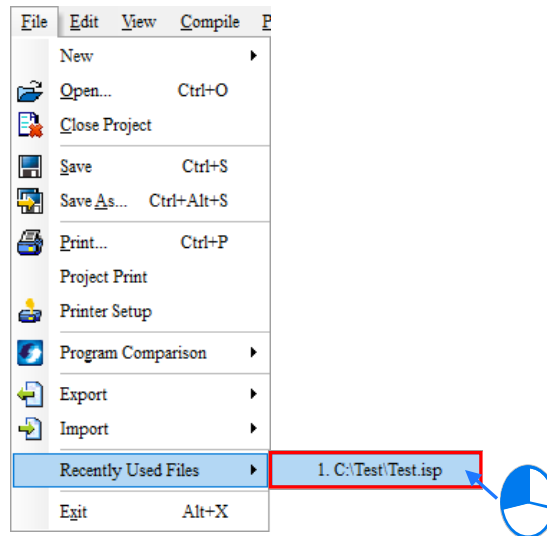 File Edit View Compile P
New
Open... Ctrl+O
Close Project
Save Ctrl+S
Save As... Ctrl+Alt+S
Print... Ctrl+P
Project Print
Printer Setup
Program Comparison
Export
Import
Recently Used Files 1. C:\Test\Test.isp
Exit Alt+X